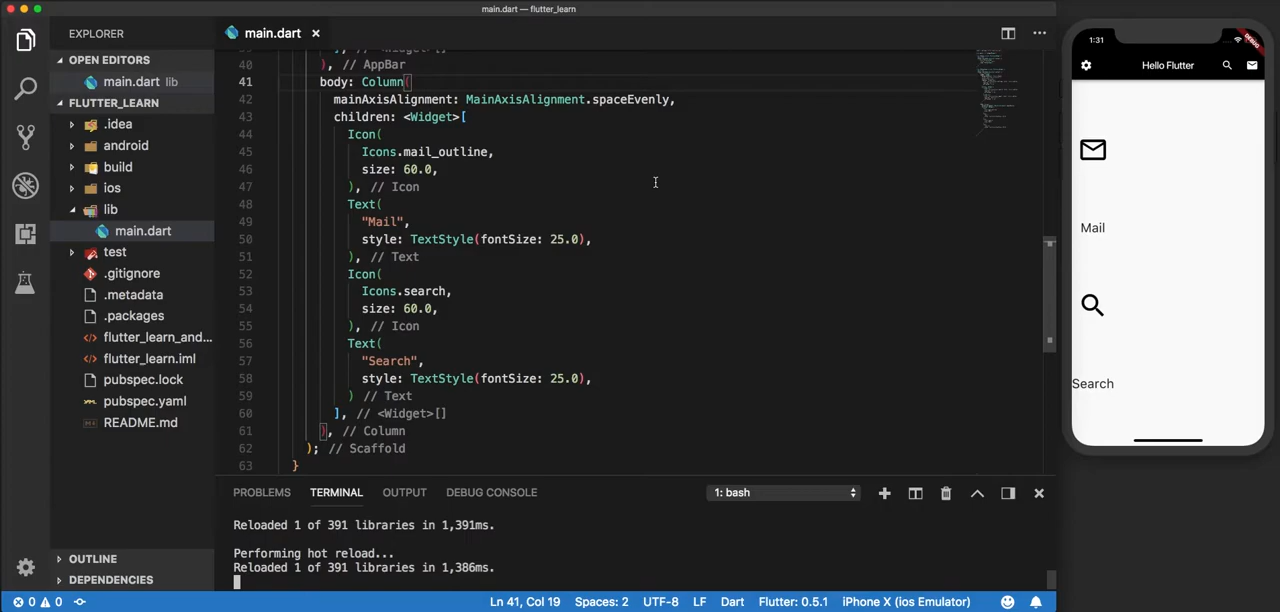 main.dart — flutter_learn
EXPLORER
OPEN EDITORS
main.dart lib
FLUTTER_LEARN
.idea
android
build
ios
lib
main.dart
test
.gitignore
.metadata
.packages
flutter_learn_and...
flutter_learn.iml
pubspec.lock
pubspec.yaml
README.md
OUTLINE
DEPENDENCIES
main.dart
40 ), // AppBar
41 body: Column(
42 mainAxisAlignment: MainAxisAlignment.spaceEvenly,
43 children: <Widget>[
44 Icon(
45 Icons.mail_outline,
46 size: 60.0,
47 ), // Icon
48 Text(
49 "Mail",
50 style: TextStyle(fontSize: 25.0),
51 ), // Text
52 Icon(
53 Icons.search,
54 size: 60.0,
55 ), // Icon
56 Text(
57 "Search",
58 style: TextStyle(fontSize: 25.0),
59 ) // Text
60 ], // <Widget>[]
61 ), // Column
62 ); // Scaffold
63 }
PROBLEMS TERMINAL OUTPUT DEBUG CONSOLE 1: bash
Reloaded 1 of 391 libraries in 1,391ms.
Performing hot reload...
Reloaded 1 of 391 libraries in 1,386ms.
0 0 Ln 41, Col 19 Spaces: 2 UTF-8 LF Dart Flutter: 0.5.1 iPhone X (ios Emulator)
1:31
DEBUG
Hello Flutter
Mail
Search